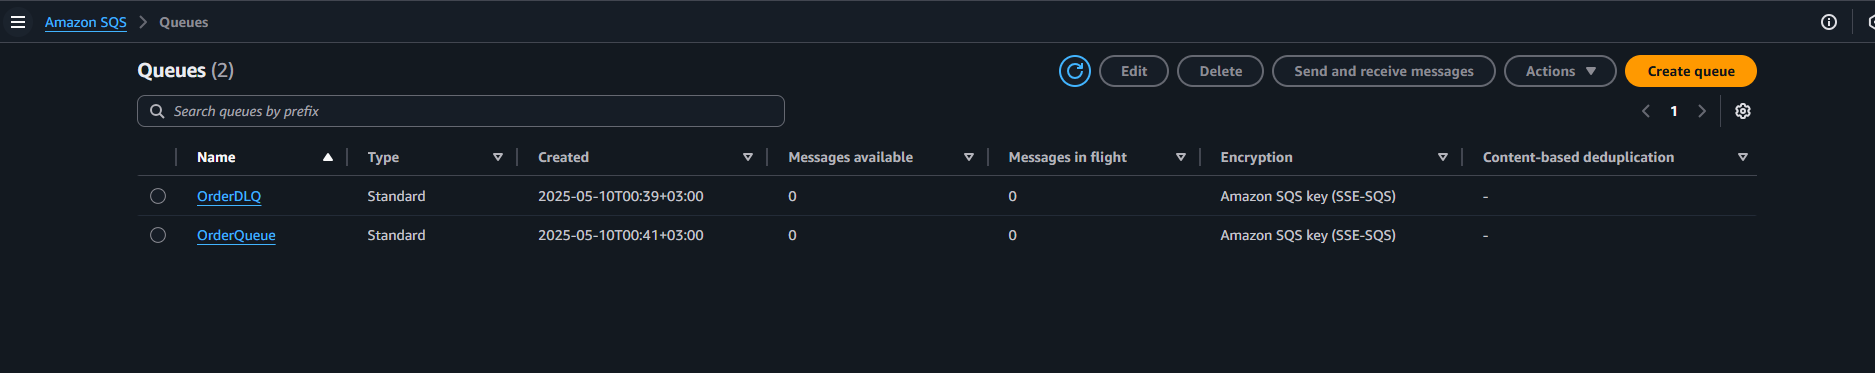 Amazon SQS > Queues
Queues (2)
Edit
Delete
Send and receive messages
Actions
Create queue
Search queues by prefix
1
Name Type Created Messages available Messages in flight Encryption Content-based deduplication
OrderDLQ Standard 2025-05-10T00:39+03:00 0 0 Amazon SQS key (SSE-SQS) -
OrderQueue Standard 2025-05-10T00:41+03:00 0 0 Amazon SQS key (SSE-SQS) -